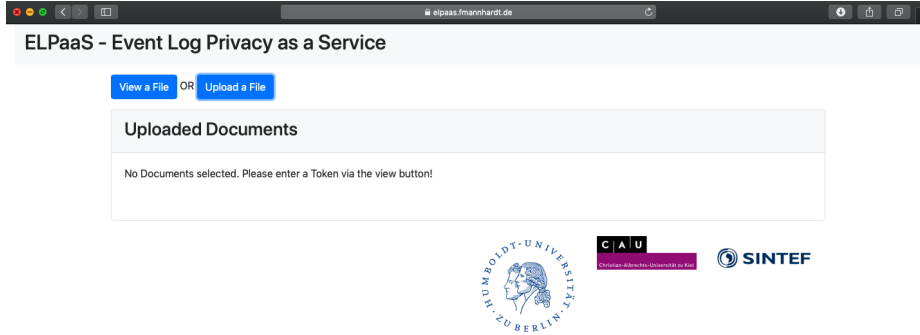 elpaas.fmannhardt.de
ELPaaS - Event Log Privacy as a Service
View a File OR Upload a File
Uploaded Documents
No Documents selected. Please enter a Token via the view button!
HUMBOLDT-UNIVERSITÄT · ZU BERLIN ·
C|A|U
Christian-Albrechts-Universität zu Kiel
SINTEF